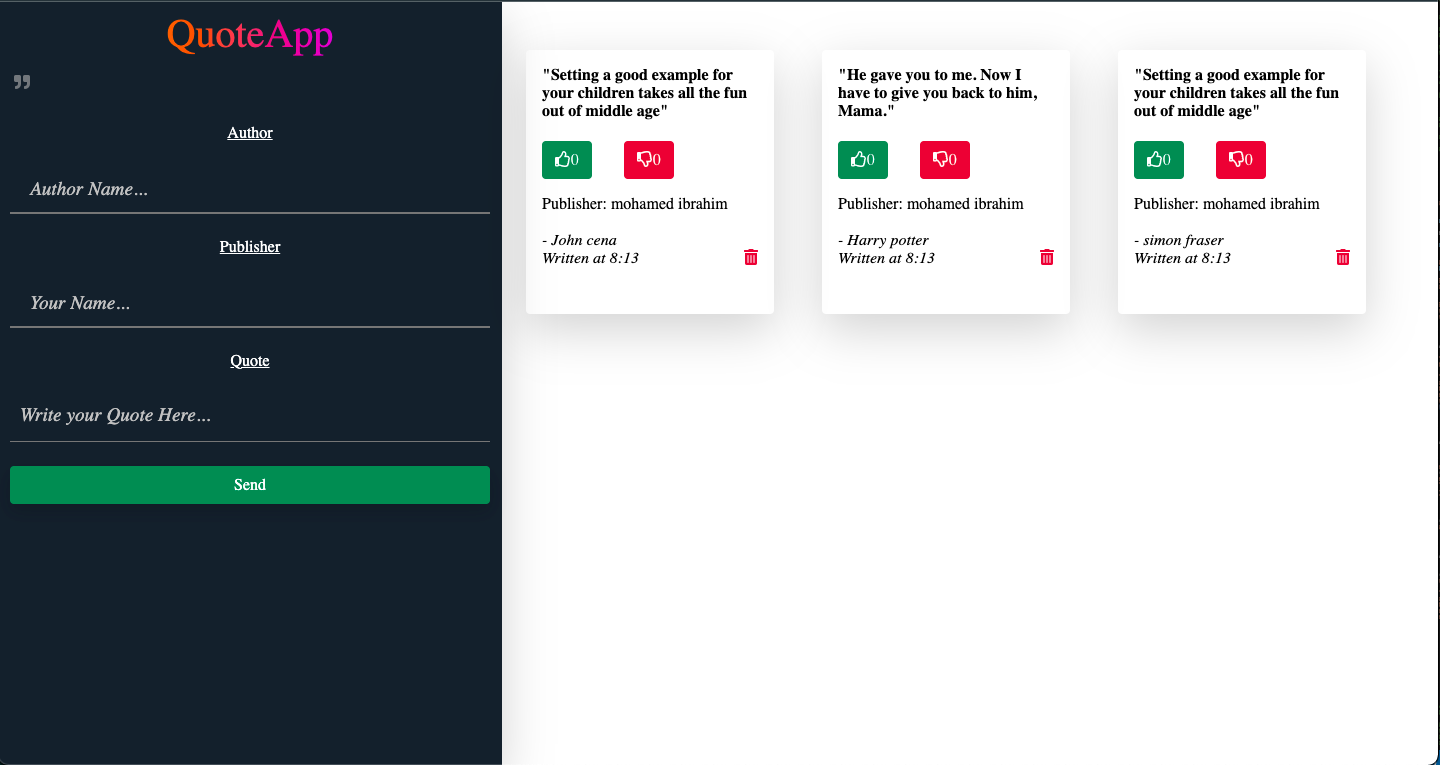 QuoteApp
Author
Author Name...
Publisher
Your Name...
Quote
Write your Quote Here...
Send
"Setting a good example for
your children takes all the fun
out of middle age"
0
0
Publisher: mohamed ibrahim
- John cena
Written at 8:13
"He gave you to me. Now I
have to give you back to him,
Mama."
0
0
Publisher: mohamed ibrahim
- Harry potter
Written at 8:13
"Setting a good example for
your children takes all the fun
out of middle age"
0
0
Publisher: mohamed ibrahim
- simon fraser
Written at 8:13